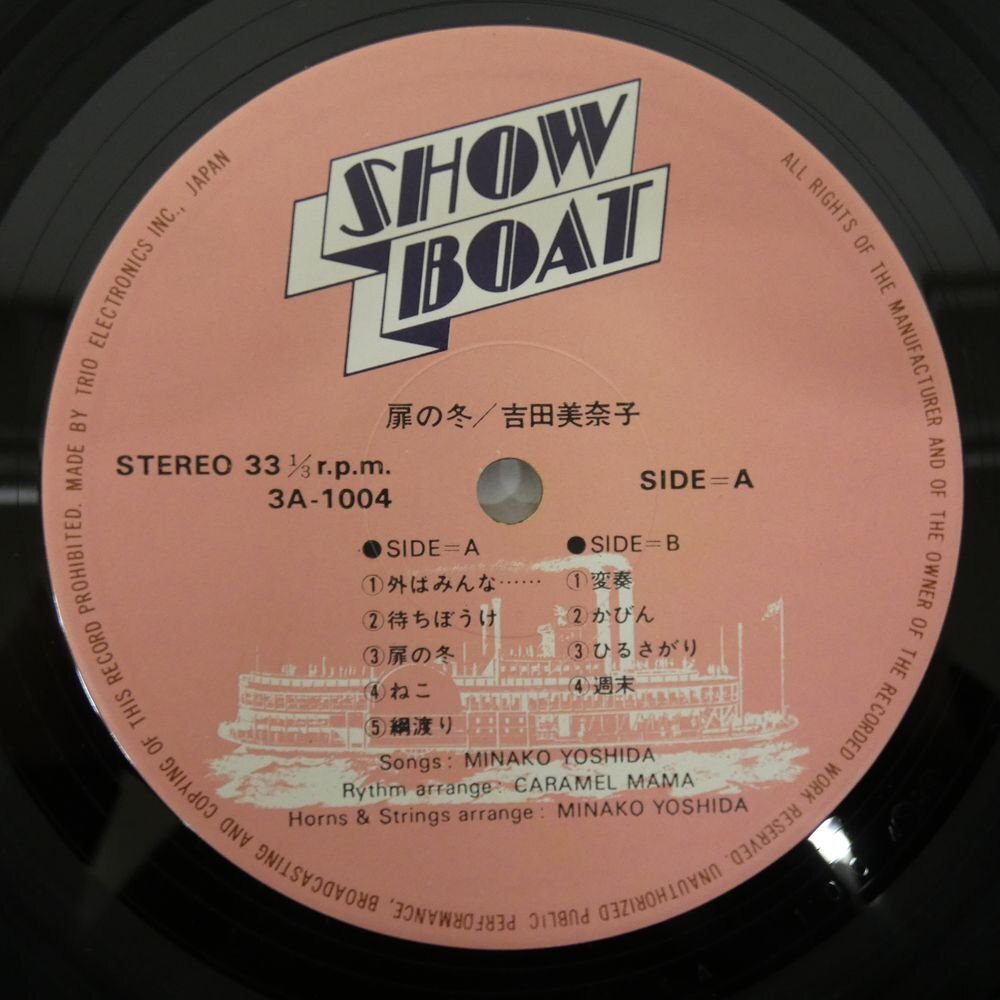 SHOW
BOAT
扉の冬／吉田美奈子
STEREO 33 1/3 r.p.m.
3A-1004
SIDE=A
●SIDE=A
①外はみんな……
②待ちぼうけ
③扉の冬
④ねこ
⑤綱渡り
●SIDE=B
①変奏
②かびん
③ひるさがり
④週末
Songs: MINAKO YOSHIDA
Rythm arrange: CARAMEL MAMA
Horns & Strings arrange: MINAKO YOSHIDA
ALL RIGHTS OF THE MANUFACTURER AND OF THE OWNER OF THE RECORDED WORK RESERVED. UNAUTHORIZED PUBLIC PERFORMANCE, BROADCASTING AND COPYING OF THIS RECORD PROHIBITED. MADE BY TRIO ELECTRONICS INC., JAPAN